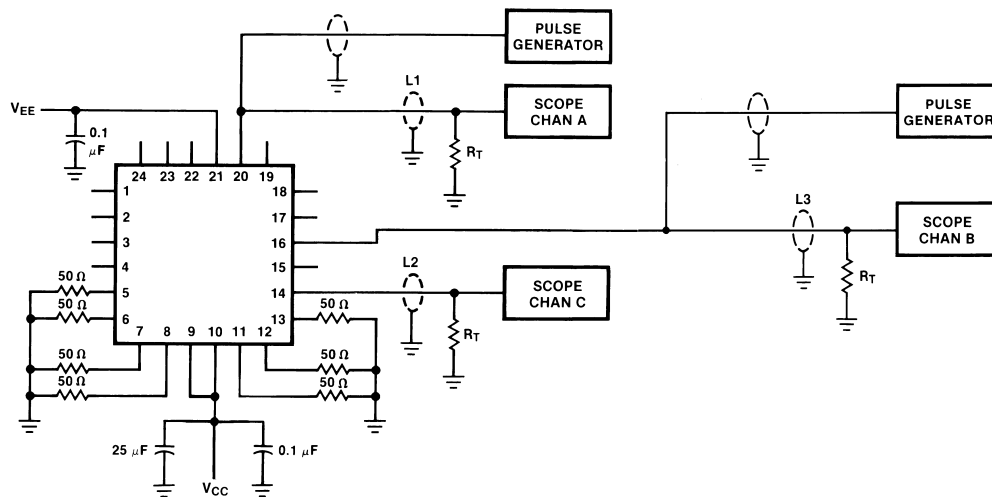 PULSE
GENERATOR
L1
SCOPE
CHAN A
RT
PULSE
GENERATOR
VEE
0.1
µF
24 23 22 21 20 19
1
2
3
4
5
6
18
17
16
15
14
13
7 8 9 10 11 12
L3
SCOPE
CHAN B
RT
L2
SCOPE
CHAN C
RT
50 Ω
50 Ω
50 Ω
50 Ω
50 Ω
50 Ω
50 Ω
25 µF
0.1 µF
VCC